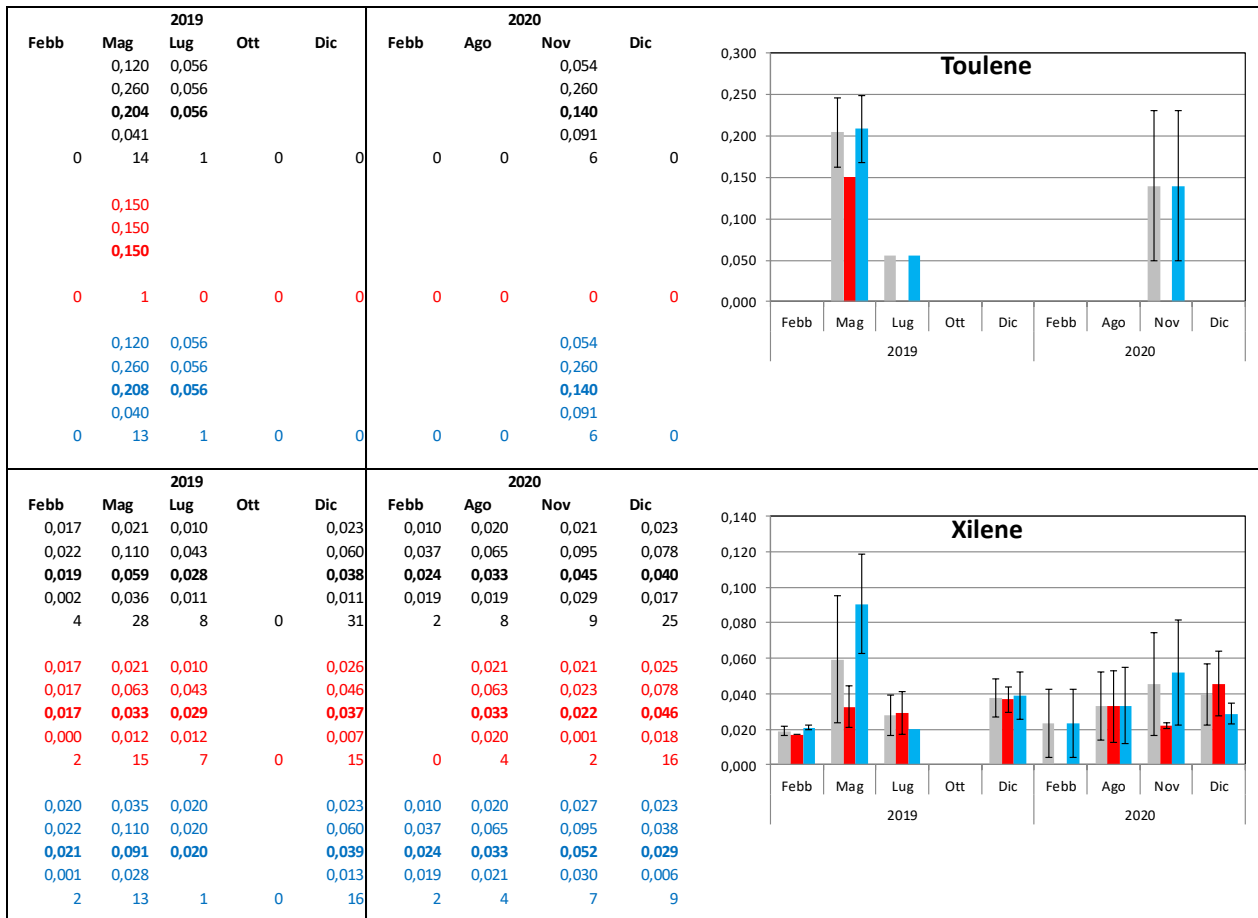 2019 2020
Febb Mag Lug Ott Dic Febb Ago Nov Dic
0,120 0,056 0,054
0,260 0,056 0,260
0,204 0,056 0,140
0,041 0,091
0 14 1 0 0 0 0 6 0
0,150
0,150
0,150
0 1 0 0 0 0 0 0 0
0,120 0,056 0,054
0,260 0,056 0,260
0,208 0,056 0,140
0,040 0,091
0 13 1 0 0 0 0 6 0
Toulene
0,300
0,250
0,200
0,150
0,100
0,050
0,000
Febb Mag Lug Ott Dic Febb Ago Nov Dic
2019 2020
2019 2020
Febb Mag Lug Ott Dic Febb Ago Nov Dic
0,017 0,021 0,010 0,023 0,010 0,020 0,021 0,023
0,022 0,110 0,043 0,060 0,037 0,065 0,095 0,078
0,019 0,059 0,028 0,038 0,024 0,033 0,045 0,040
0,002 0,036 0,011 0,011 0,019 0,019 0,029 0,017
4 28 8 0 31 2 8 9 25
0,017 0,021 0,010 0,026 0,021 0,021 0,025
0,017 0,063 0,043 0,046 0,063 0,023 0,078
0,017 0,033 0,029 0,037 0,033 0,022 0,046
0,000 0,012 0,012 0,007 0,020 0,001 0,018
2 15 7 0 15 0 4 2 16
0,020 0,035 0,020 0,023 0,010 0,020 0,027 0,023
0,022 0,110 0,020 0,060 0,037 0,065 0,095 0,038
0,021 0,091 0,020 0,039 0,024 0,033 0,052 0,029
0,001 0,028 0,013 0,019 0,021 0,030 0,006
2 13 1 0 16 2 4 7 9
Xilene
0,140
0,120
0,100
0,080
0,060
0,040
0,020
0,000
Febb Mag Lug Ott Dic Febb Ago Nov Dic
2019 2020